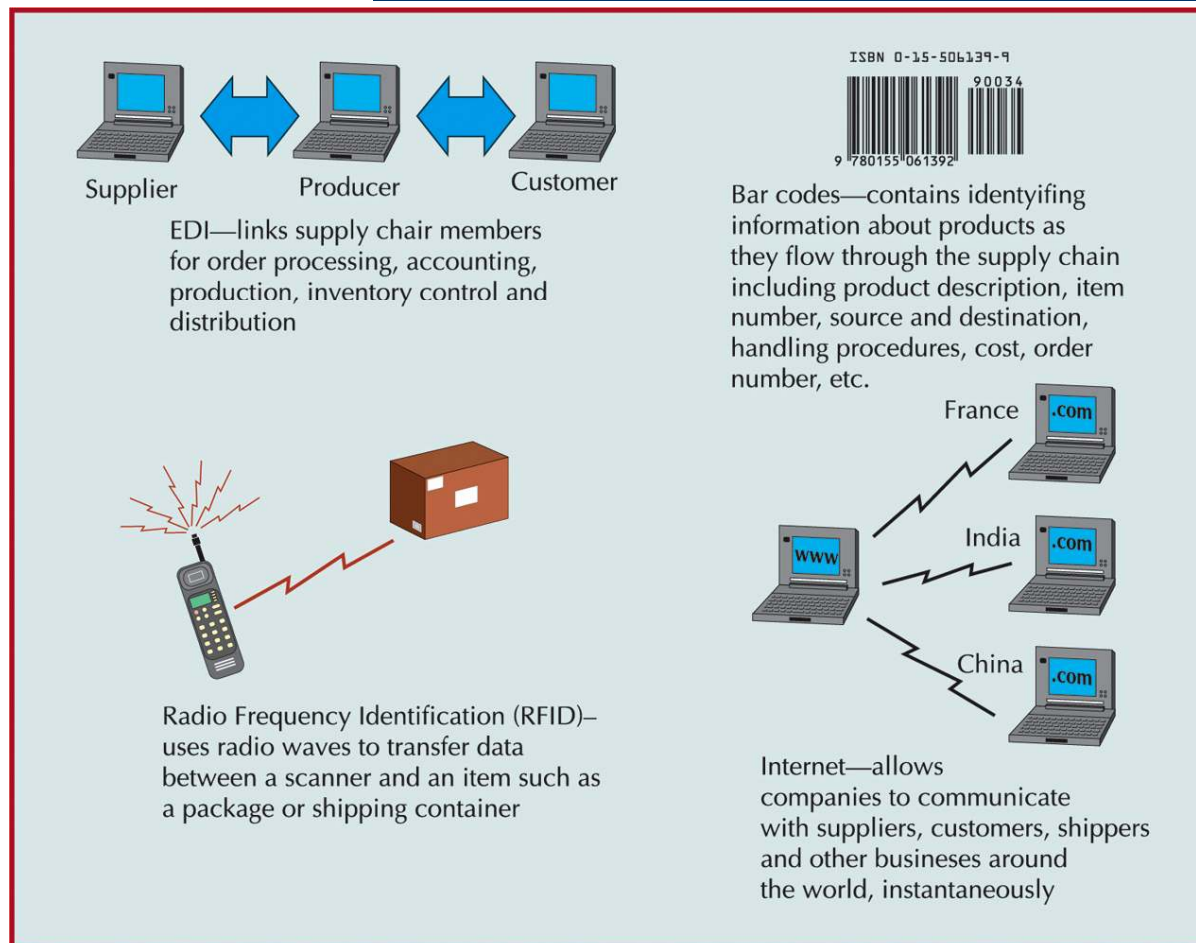 Supplier
Producer
Customer
EDI—links supply chair members
for order processing, accounting,
production, inventory control and
distribution
ISBN 0-15-506139-9
90034
9 780155 061392
Bar codes—contains identyifing
information about products as
they flow through the supply chain
including product description, item
number, source and destination,
handling procedures, cost, order
number, etc.
Radio Frequency Identification (RFID)–
uses radio waves to transfer data
between a scanner and an item such as
a package or shipping container
France
.com
India
.com
www
China
.com
Internet—allows
companies to communicate
with suppliers, customers, shippers
and other busineses around
the world, instantaneously